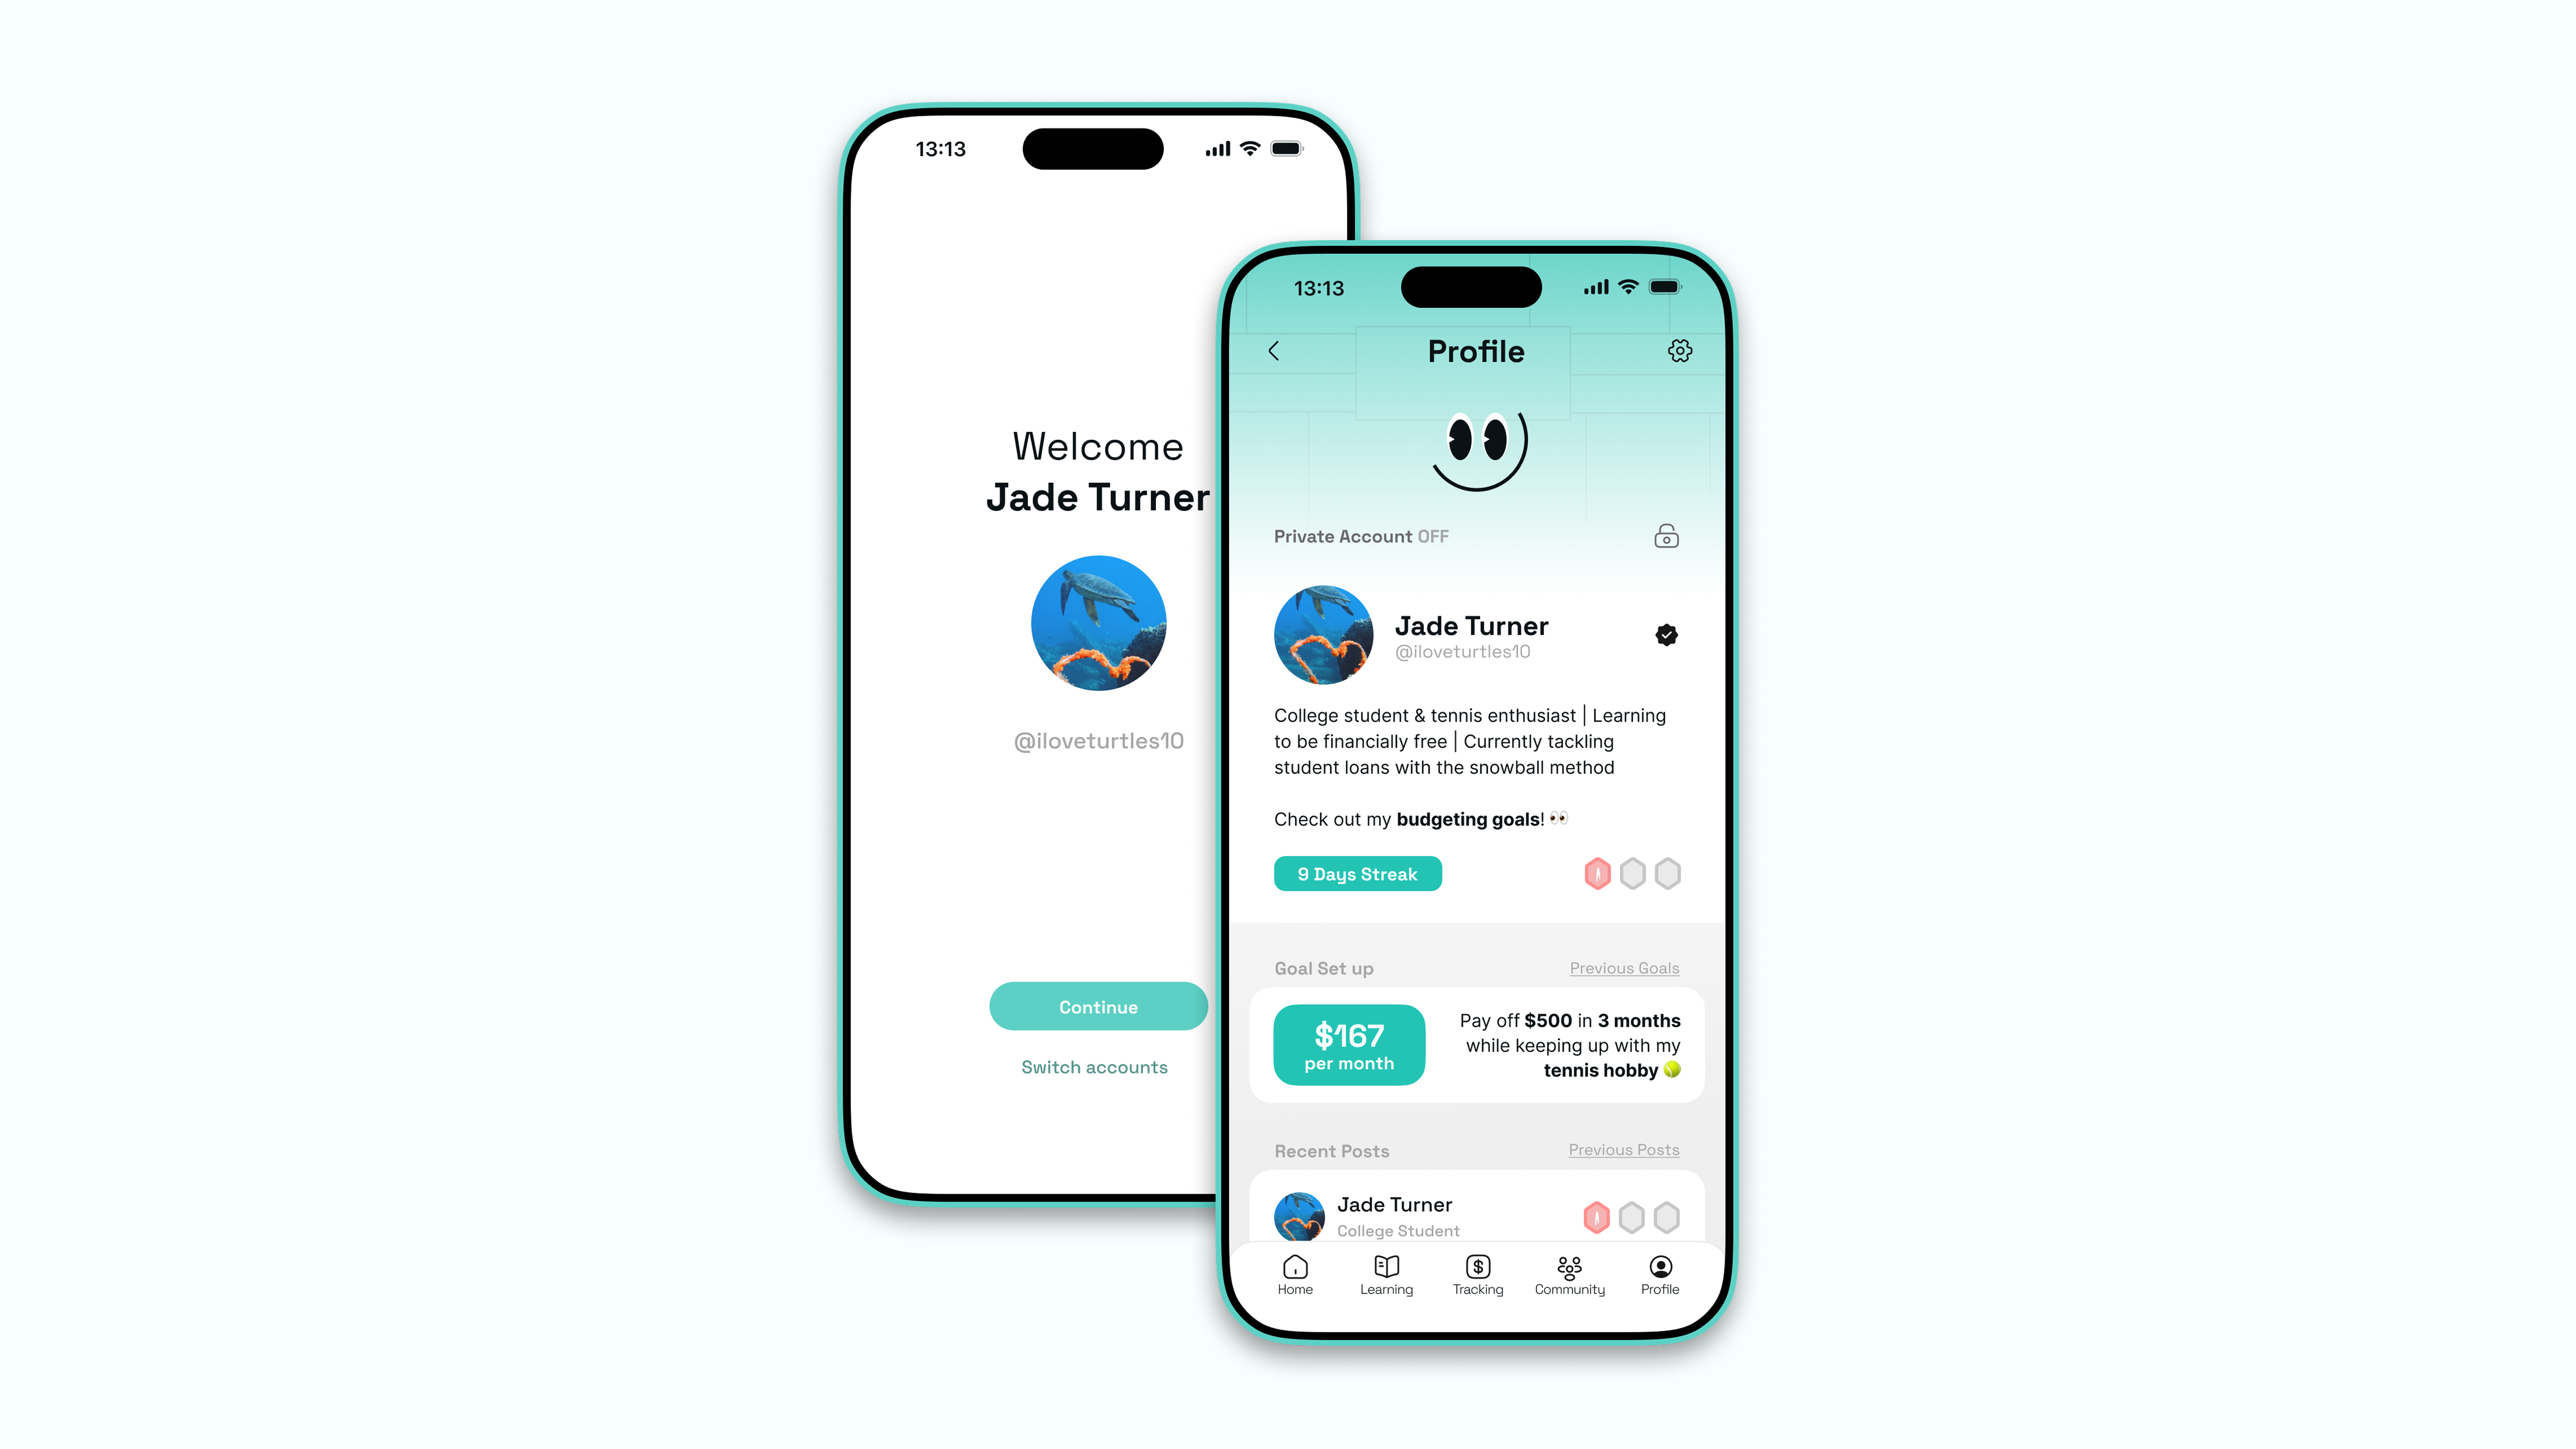 13:13
Welcome
Jade Turner
@iloveturtles10
Continue
Switch accounts
13:13
Profile
Private Account OFF
Jade Turner
@iloveturtles10
College student & tennis enthusiast | Learning
to be financially free | Currently tackling
student loans with the snowball method
Check out my budgeting goals! 👀
9 Days Streak
Goal Set up
Previous Goals
$167
per month
Pay off $500 in 3 months
while keeping up with my
tennis hobby 🎾
Recent Posts
Previous Posts
Jade Turner
College Student
Home
Learning
Tracking
Community
Profile